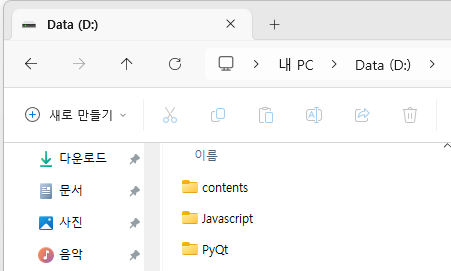 Data (D:)
내 PC > Data (D:) >
새로 만들기
다운로드
문서
사진
음악
이름
contents
Javascript
PyQt